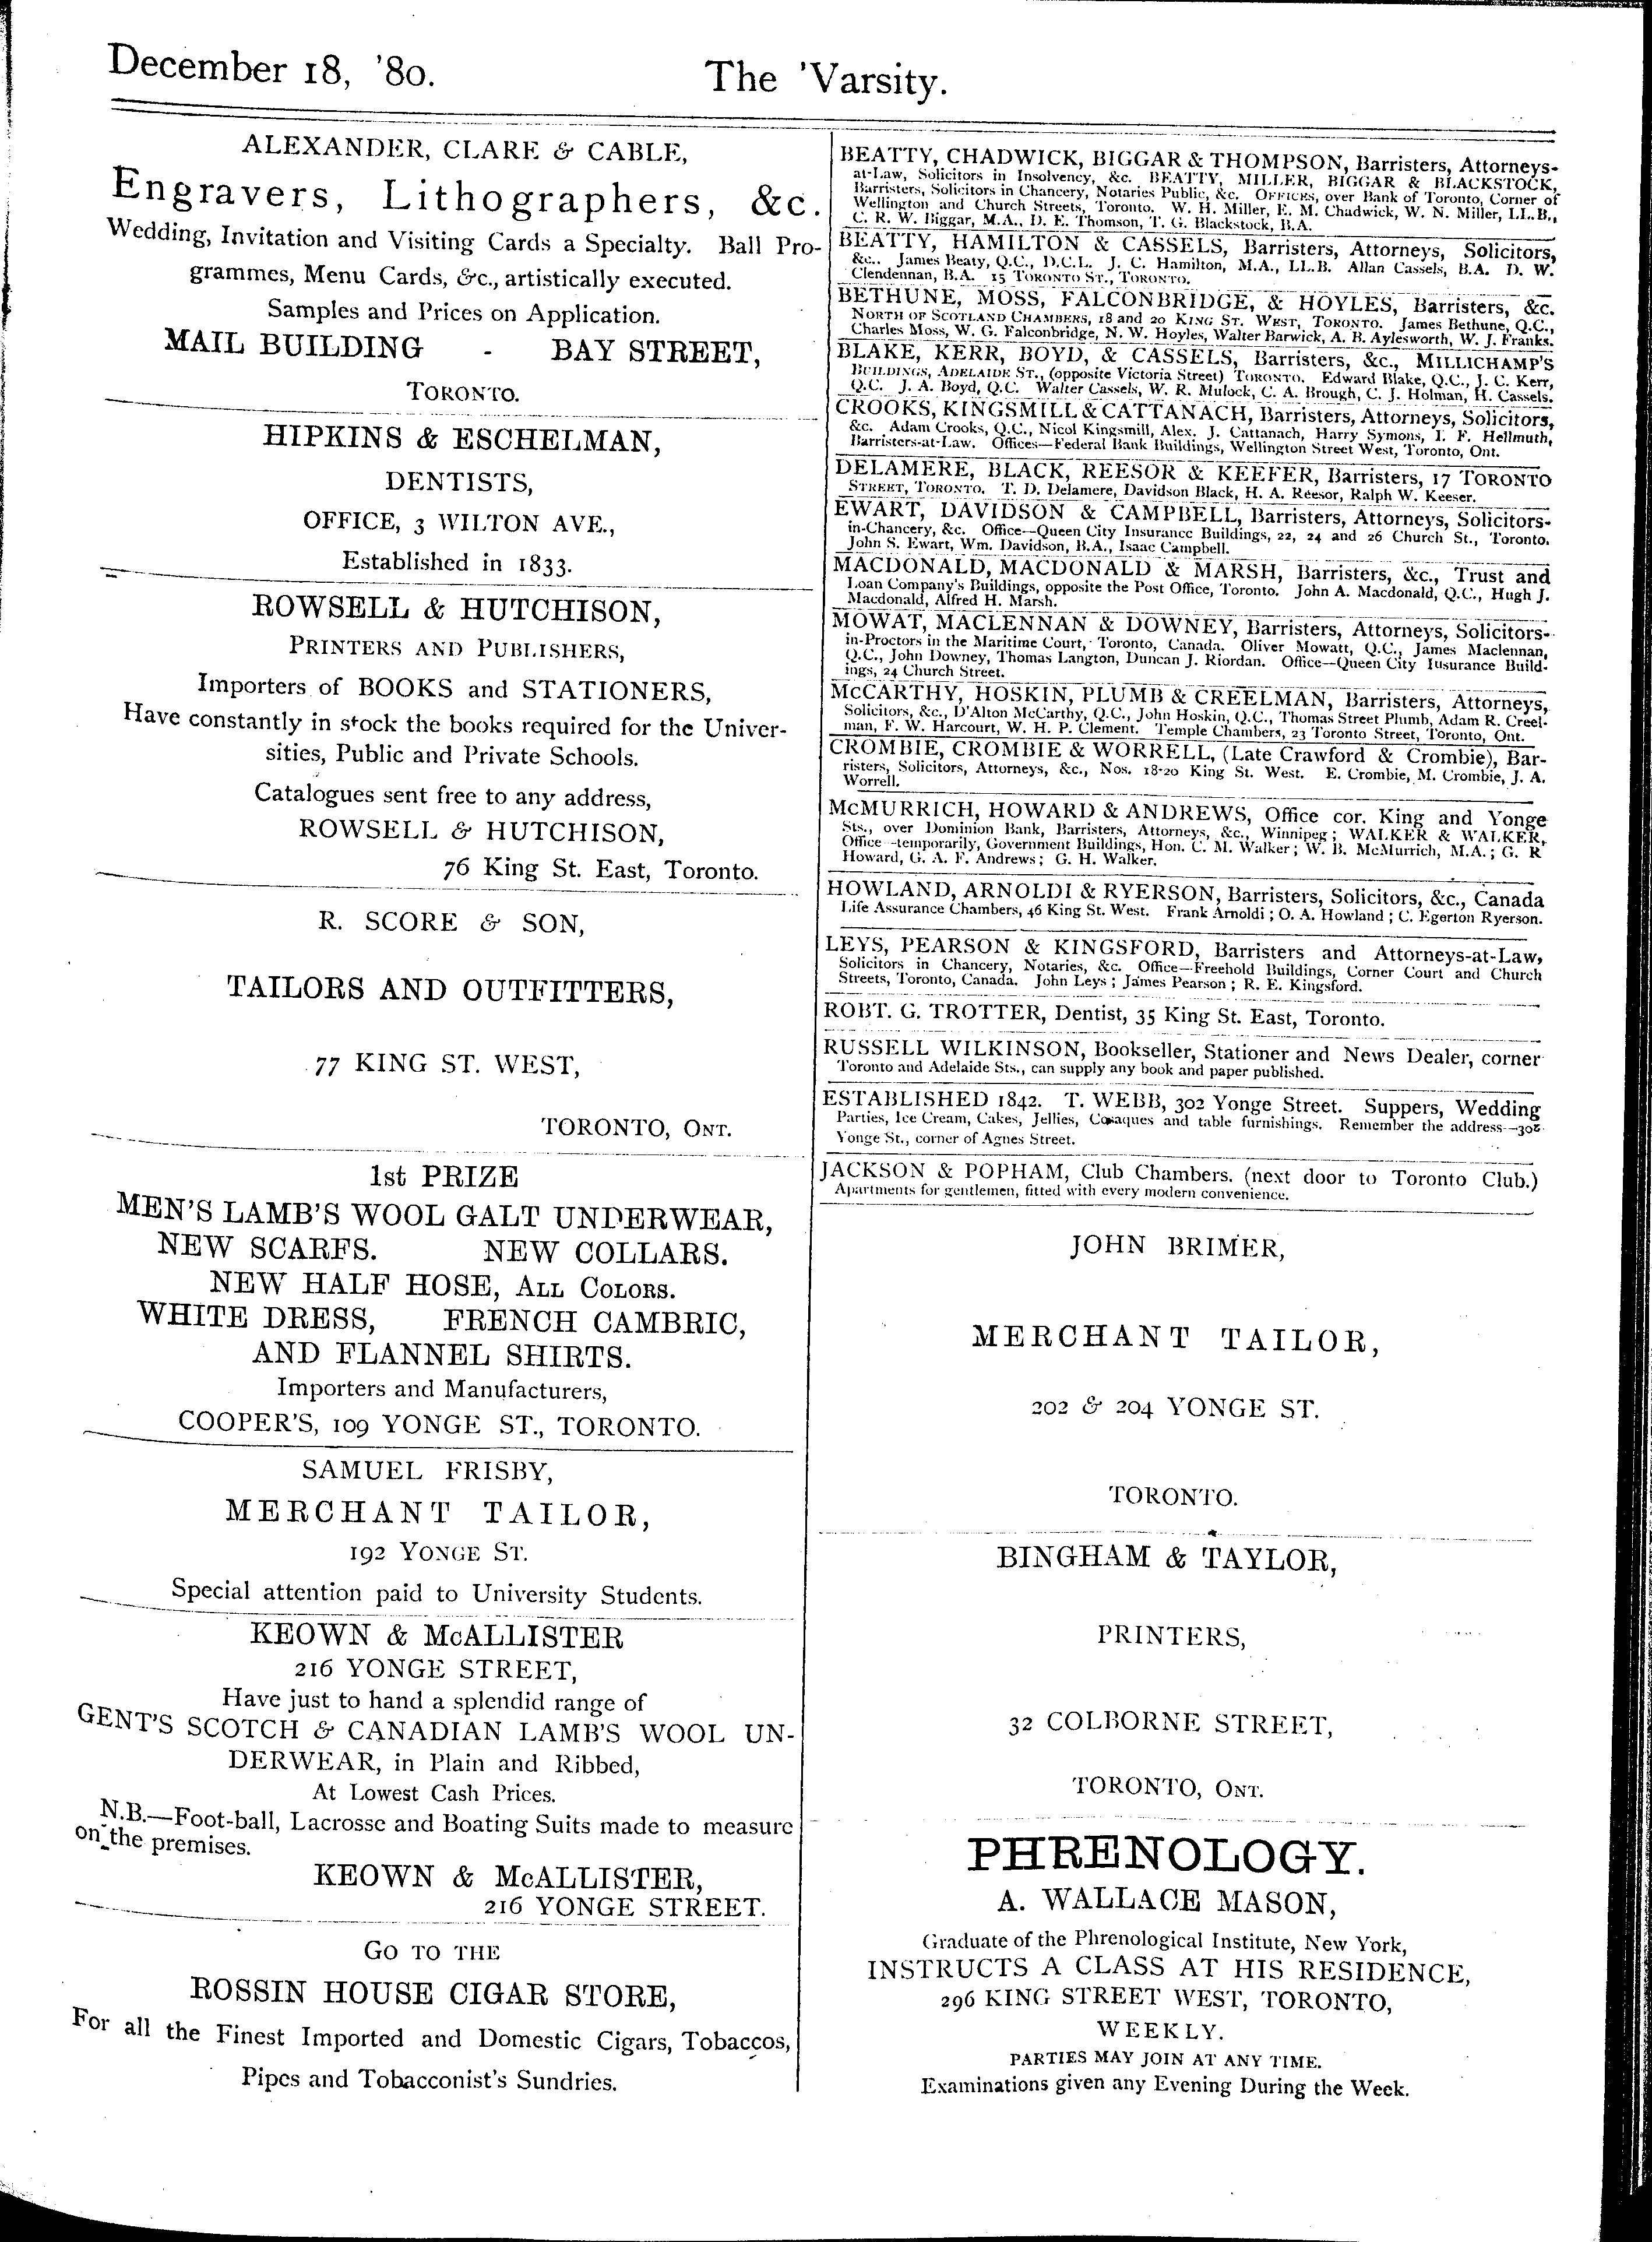 December 18, '80.
The 'Varsity.
ALEXANDER, CLARE & CABLE,
Engravers, Lithographers, &c.
Wedding, Invitation and Visiting Cards a Specialty. Ball Pro-
grammes, Menu Cards, &c., artistically executed.
Samples and Prices on Application.
MAIL BUILDING - BAY STREET,
TORONTO.
HIPKINS & ESCHELMAN,
DENTISTS,
OFFICE, 3 WILTON AVE.,
Established in 1833.
ROWSELL & HUTCHISON,
PRINTERS AND PUBLISHERS,
Importers of BOOKS and STATIONERS,
Have constantly in stock the books required for the Univer-
sities, Public and Private Schools.
Catalogues sent free to any address,
ROWSELL & HUTCHISON,
76 King St. East, Toronto.
R. SCORE & SON,
TAILORS AND OUTFITTERS,
77 KING ST. WEST,
TORONTO, ONT.
1st PRIZE
MEN'S LAMB'S WOOL GALT UNDERWEAR,
NEW SCARFS. NEW COLLARS.
NEW HALF HOSE, ALL COLORS.
WHITE DRESS, FRENCH CAMBRIC,
AND FLANNEL SHIRTS.
Importers and Manufacturers,
COOPER'S, 109 YONGE ST., TORONTO.
SAMUEL FRISBY,
MERCHANT TAILOR,
192 YONGE ST.
Special attention paid to University Students.
KEOWN & McALLISTER
216 YONGE STREET,
Have just to hand a splendid range of
GENT'S SCOTCH & CANADIAN LAMB'S WOOL UN-
DERWEAR, in Plain and Ribbed,
At Lowest Cash Prices.
N.B.—Foot-ball, Lacrosse and Boating Suits made to measure
on the premises.
KEOWN & McALLISTER,
216 YONGE STREET.
GO TO THE
ROSSIN HOUSE CIGAR STORE,
For all the Finest Imported and Domestic Cigars, Tobaccos,
Pipes and Tobacconist's Sundries.
BEATTY, CHADWICK, BIGGAR & THOMPSON, Barristers, Attorneys-
at-Law, Solicitors in Insolvency, &c. BEATTY, MILLER, BIGGAR & BLACKSTOCK,
Barristers, Solicitors in Chancery, Notaries Public, &c. OFFICES, over Bank of Toronto, Corner of
Wellington and Church Streets, Toronto. W. H. Miller, E. M. Chadwick, W. N. Miller, LL.B.,
C. R. W. Biggar, M.A., D. E. Thomson, T. G. Blackstock, B.A.
BEATTY, HAMILTON & CASSELS, Barristers, Attorneys, Solicitors,
&c.. James Beaty, Q.C., D.C.L. J. C. Hamilton, M.A., LL.B. Allan Cassels, B.A. D. W.
Clendennan, B.A. 15 TORONTO ST., TORONTO.
BETHUNE, MOSS, FALCONBRIDGE, & HOYLES, Barristers, &c.
NORTH OF SCOTLAND CHAMBERS, 18 and 20 KING ST. WEST, TORONTO. James Bethune, Q.C.,
Charles Moss, W. G. Falconbridge, N. W. Hoyles, Walter Barwick, A. B. Aylesworth, W. J. Franks.
BLAKE, KERR, BOYD, & CASSELS, Barristers, &c., MILLICHAMP'S
BUILDINGS, ADELAIDE ST., (opposite Victoria Street) TORONTO. Edward Blake, Q.C., J. C. Kerr,
Q.C. J. A. Boyd, Q.C. Walter Cassels, W. R. Mulock, C. A. Brough, C. J. Holman, H. Cassels.
CROOKS, KINGSMILL & CATTANACH, Barristers, Attorneys, Solicitors,
&c. Adam Crooks, Q.C., Nicol Kingsmill, Alex. J. Cattanach, Harry Symons, I. F. Hellmuth,
Barristers-at-Law. Offices—Federal Bank Buildings, Wellington Street West, Toronto, Ont.
DELAMERE, BLACK, REESOR & KEEFER, Barristers, 17 TORONTO
STREET, TORONTO. T. D. Delamere, Davidson Black, H. A. Reesor, Ralph W. Keeser.
EWART, DAVIDSON & CAMPBELL, Barristers, Attorneys, Solicitors-
in-Chancery, &c. Office—Queen City Insurance Buildings, 22, 24 and 26 Church St., Toronto.
John S. Ewart, Wm. Davidson, B.A., Isaac Campbell.
MACDONALD, MACDONALD & MARSH, Barristers, &c., Trust and
Loan Company's Buildings, opposite the Post Office, Toronto. John A. Macdonald, Q.C., Hugh J.
Macdonald, Alfred H. Marsh.
MOWAT, MACLENNAN & DOWNEY, Barristers, Attorneys, Solicitors-
in-Proctors in the Maritime Court, Toronto, Canada. Oliver Mowatt, Q.C., James Maclennan,
Q.C., John Downey, Thomas Langton, Duncan J. Riordan. Office—Queen City Iusurance Build-
ings, 24 Church Street.
McCARTHY, HOSKIN, PLUMB & CREELMAN, Barristers, Attorneys,
Solicitors, &c., D'Alton McCarthy, Q.C., John Hoskin, Q.C., Thomas Street Plumb, Adam R. Creel-
man, F. W. Harcourt, W. H. P. Clement. Temple Chambers, 23 Toronto Street, Toronto, Ont.
CROMBIE, CROMBIE & WORRELL, (Late Crawford & Crombie), Bar-
risters, Solicitors, Attorneys, &c., Nos. 18-20 King St. West. E. Crombie, M. Crombie, J. A.
Worrell.
McMURRICH, HOWARD & ANDREWS, Office cor. King and Yonge
Sts., over Dominion Bank, Barristers, Attorneys, &c., Winnipeg; WALKER & WALKER,
Office -temporarily, Government Buildings, Hon. C. M. Walker; W. B. McMurrich, M.A.; G. R
Howard, G. A. F. Andrews; G. H. Walker.
HOWLAND, ARNOLDI & RYERSON, Barristers, Solicitors, &c., Canada
Life Assurance Chambers, 46 King St. West. Frank Arnoldi; O. A. Howland; C. Egerton Ryerson.
LEYS, PEARSON & KINGSFORD, Barristers and Attorneys-at-Law,
Solicitors in Chancery, Notaries, &c. Office—Freehold Buildings, Corner Court and Church
Streets, Toronto, Canada. John Leys; James Pearson; R. E. Kingsford.
ROBT. G. TROTTER, Dentist, 35 King St. East, Toronto.
RUSSELL WILKINSON, Bookseller, Stationer and News Dealer, corner
Toronto and Adelaide Sts., can supply any book and paper published.
ESTABLISHED 1842. T. WEBB, 302 Yonge Street. Suppers, Wedding
Parties, Ice Cream, Cakes, Jellies, Cosaques and table furnishings. Remember the address—302
Yonge St., corner of Agnes Street.
JACKSON & POPHAM, Club Chambers. (next door to Toronto Club.)
Apartments for gentlemen, fitted with every modern convenience.
JOHN BRIMER,
MERCHANT TAILOR,
202 & 204 YONGE ST.
TORONTO.
BINGHAM & TAYLOR,
PRINTERS,
32 COLBORNE STREET,
TORONTO, ONT.
PHRENOLOGY.
A. WALLACE MASON,
Graduate of the Phrenological Institute, New York,
INSTRUCTS A CLASS AT HIS RESIDENCE,
296 KING STREET WEST, TORONTO,
WEEKLY.
PARTIES MAY JOIN AT ANY TIME.
Examinations given any Evening During the Week.